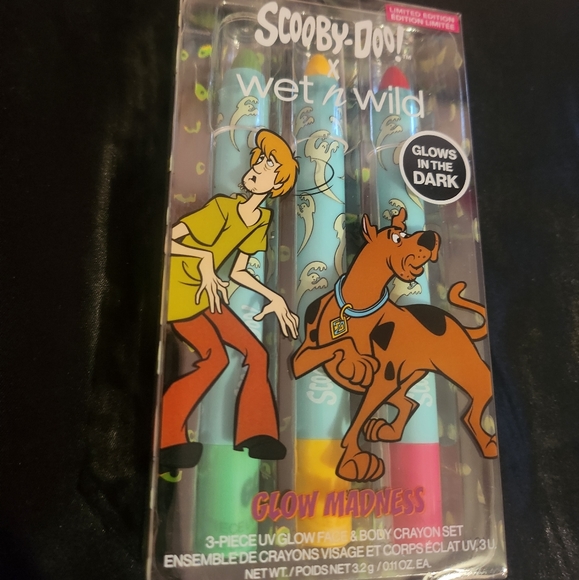 LIMITED EDITION
EDITION LIMITÉE
SCOOBY-DOO!
X
wet n wild
GLOWS
IN THE
DARK
GLOW MADNESS
3-PIECE UV GLOW FACE & BODY CRAYON SET
ENSEMBLE DE CRAYONS VISAGE ET CORPS ÉCLAT UV, 3 U.
NET WT. / POIDS NET 3.2 g / 0.11 OZ. EA.